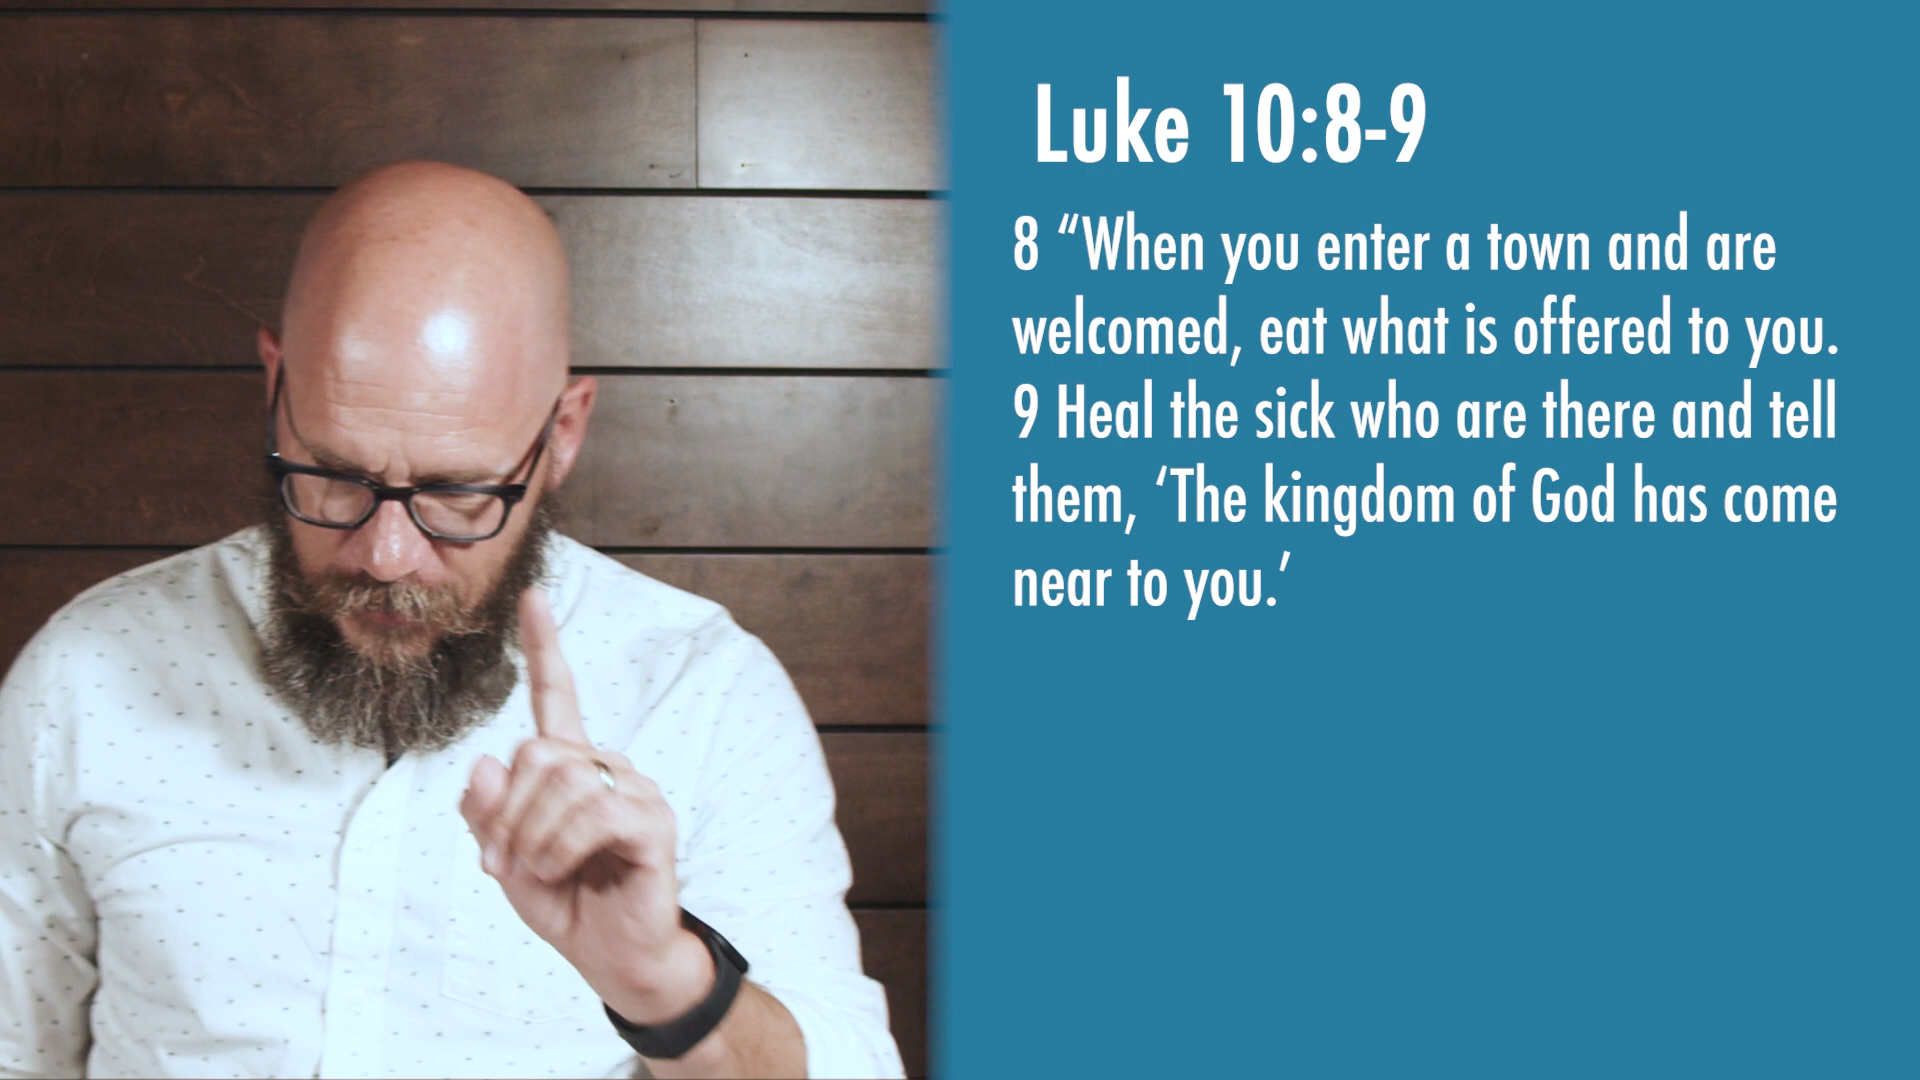 Luke 10:8-9
8 “When you enter a town and are
welcomed, eat what is offered to you.
9 Heal the sick who are there and tell
them, ‘The kingdom of God has come
near to you.’